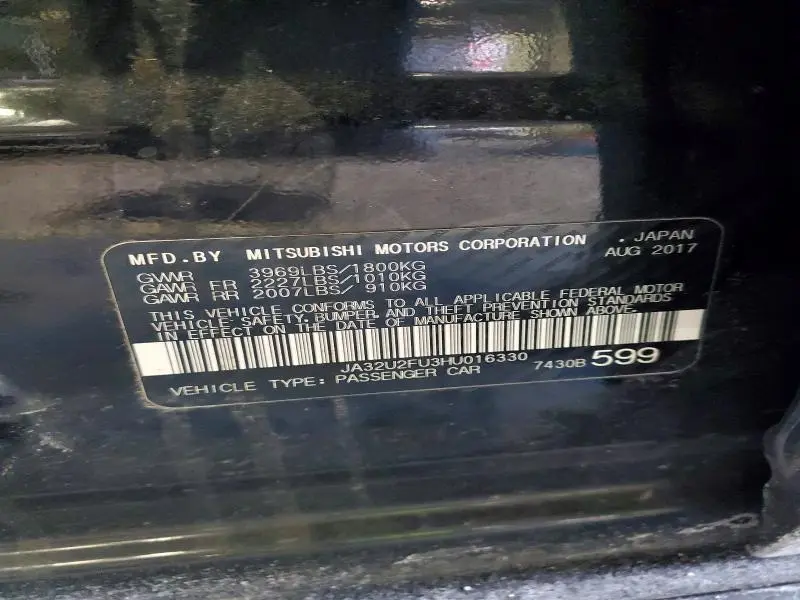 MFD.BY MITSUBISHI MOTORS CORPORATION . JAPAN
AUG 2017
GVWR 3969LBS/1800KG
GAWR FR 2227LBS/1010KG
GAWR RR 2007LBS/ 910KG
THIS VEHICLE CONFORMS TO ALL APPLICABLE FEDERAL MOTOR
VEHICLE SAFETY, BUMPER, AND THEFT PREVENTION STANDARDS
IN EFFECT ON THE DATE OF MANUFACTURE SHOWN ABOVE.
JA32U2FU3HU016330 7430B 599
VEHICLE TYPE: PASSENGER CAR